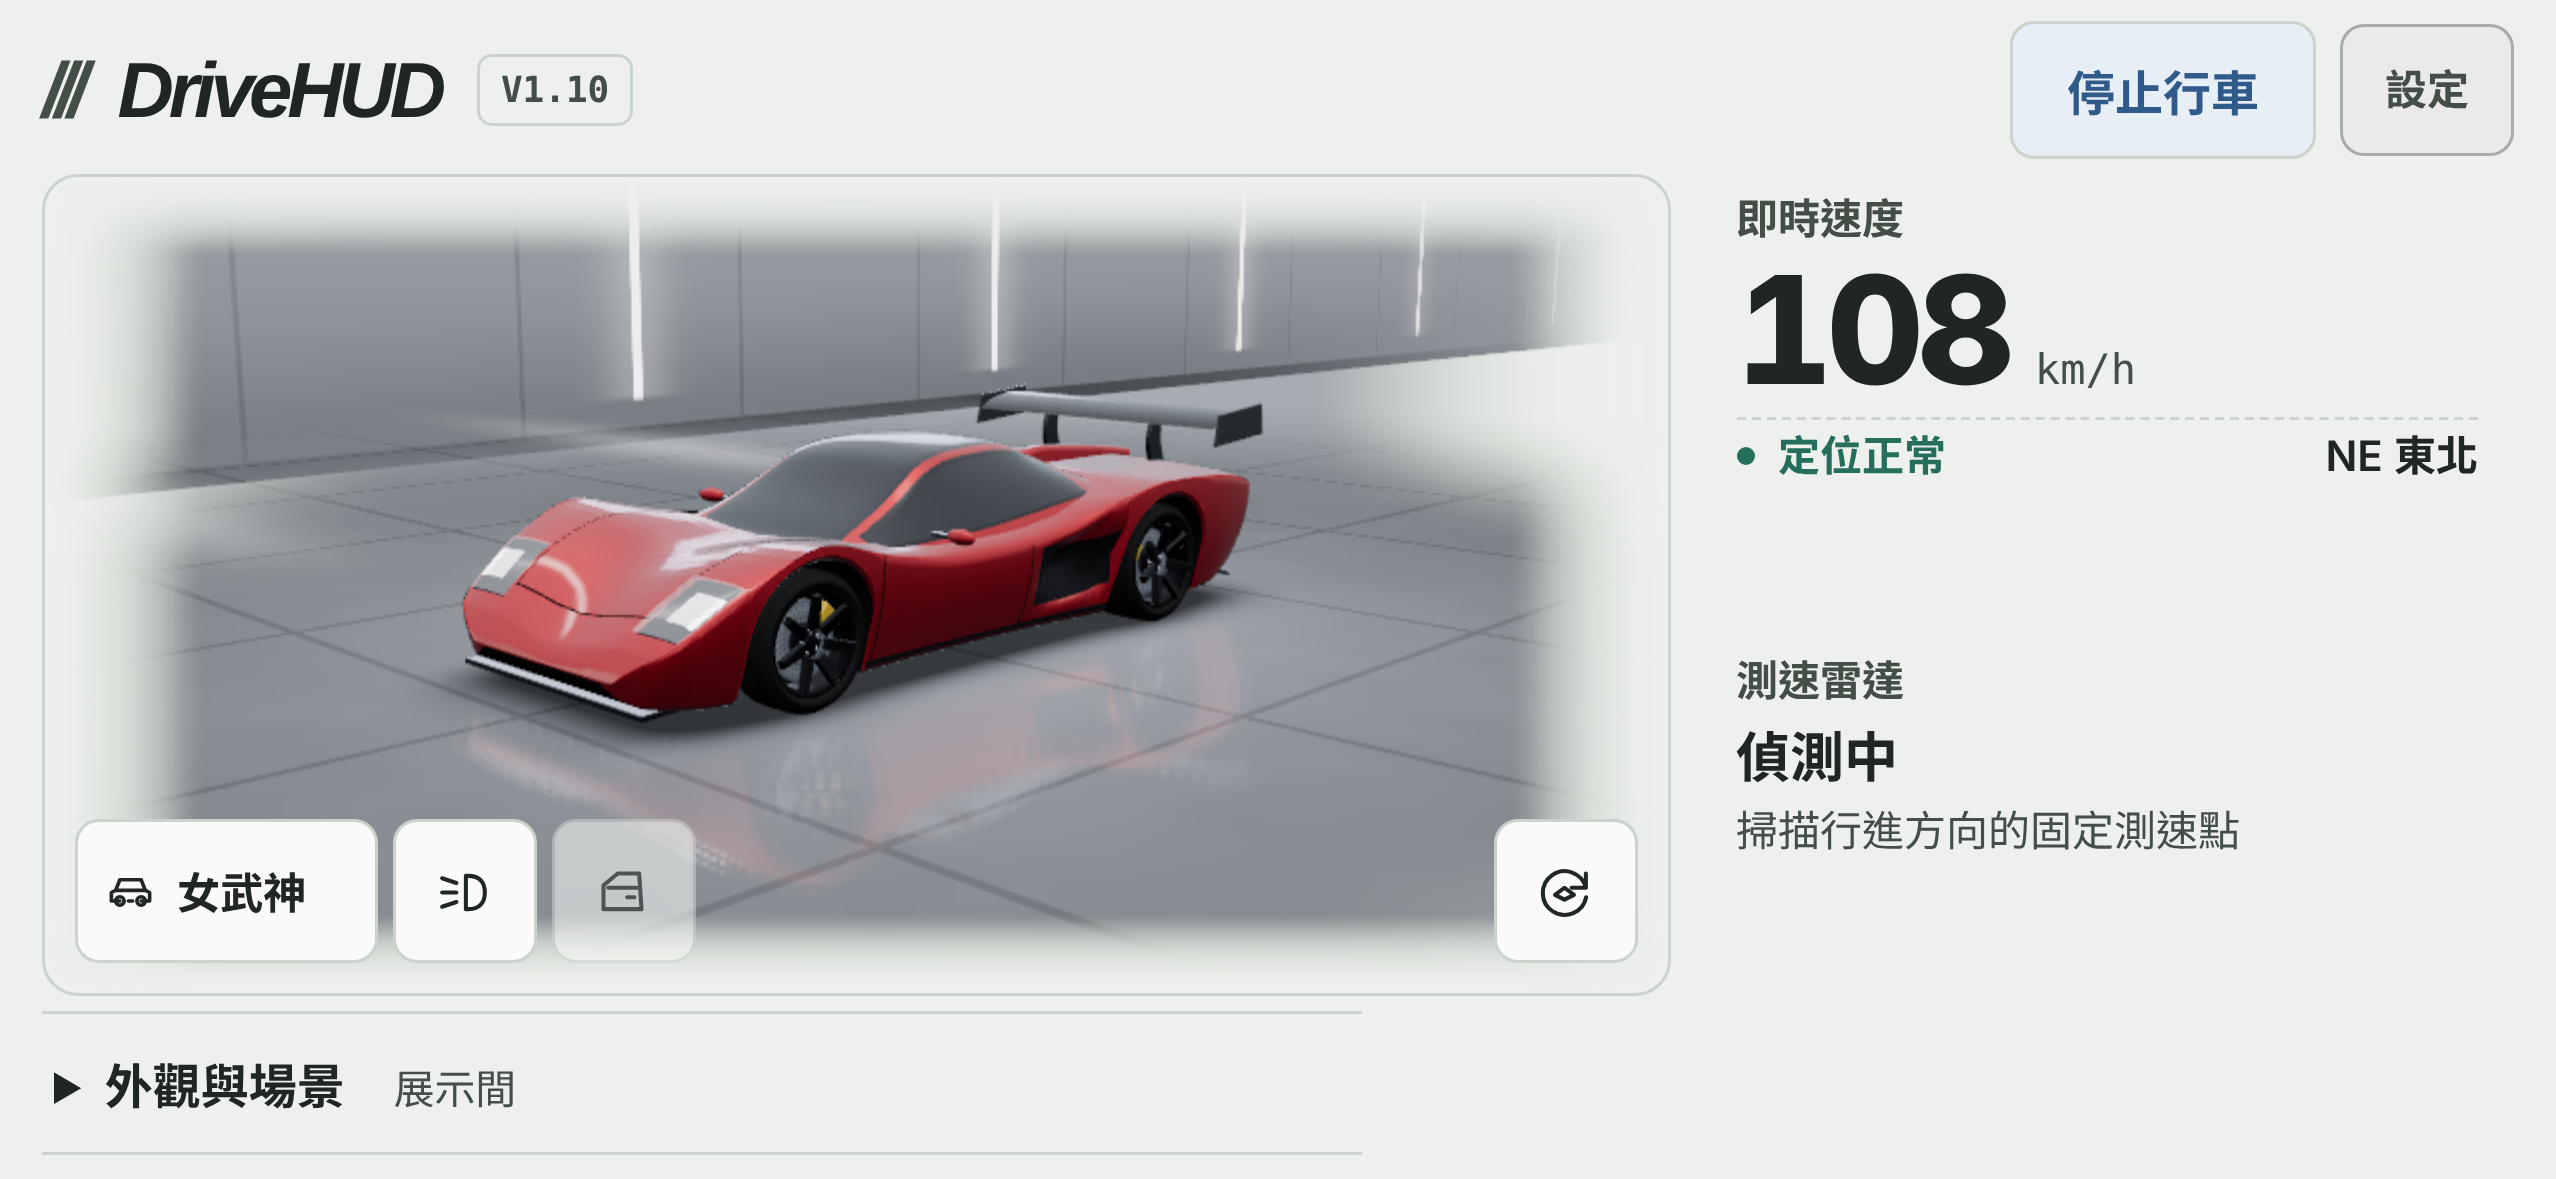 DriveHUD V1.10
停止行車 設定
即時速度
108 km/h
定位正常 NE 東北
測速雷達
偵測中
掃描行進方向的固定測速點
女武神
外觀與場景 展示間